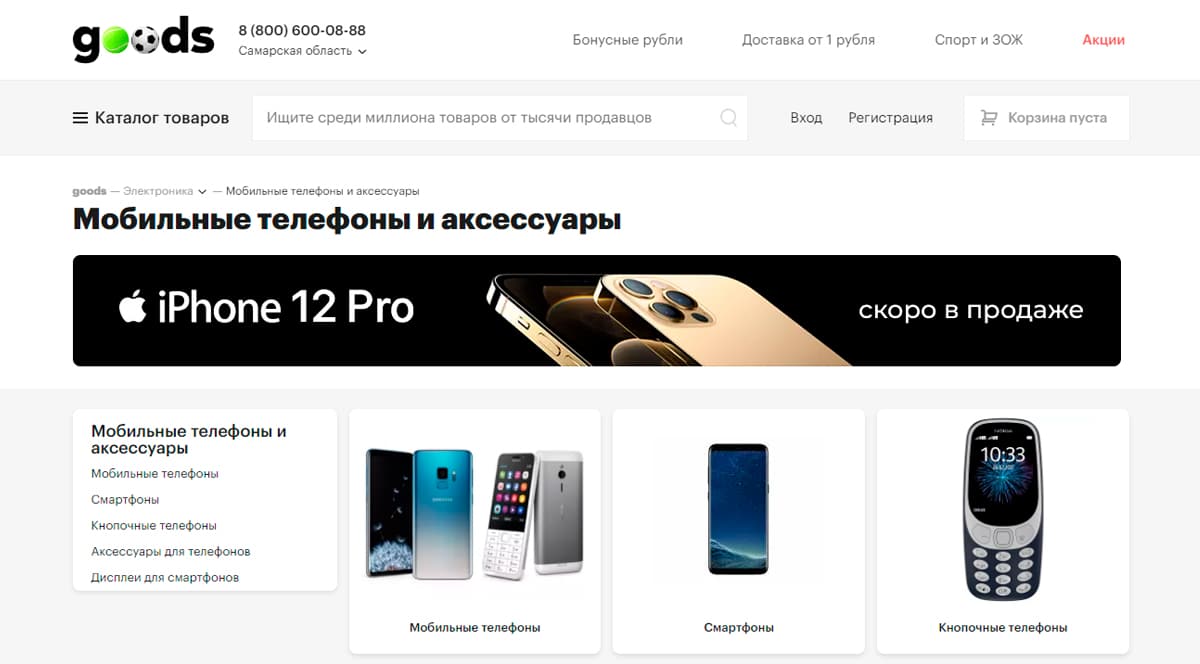 goods
8 (800) 600-08-88
Самарская область
Бонусные рубли
Доставка от 1 рубля
Спорт и ЗОЖ
Акции
Каталог товаров
Ищите среди миллиона товаров от тысячи продавцов
Вход
Регистрация
Корзина пуста
goods — Электроника — Мобильные телефоны и аксессуары
Мобильные телефоны и аксессуары
iPhone 12 Pro
скоро в продаже
Мобильные телефоны и
аксессуары
Мобильные телефоны
Смартфоны
Кнопочные телефоны
Аксессуары для телефонов
Дисплеи для смартфонов
SAMSUNG
Мобильные телефоны
Смартфоны
NOKIA
10:33
Кнопочные телефоны